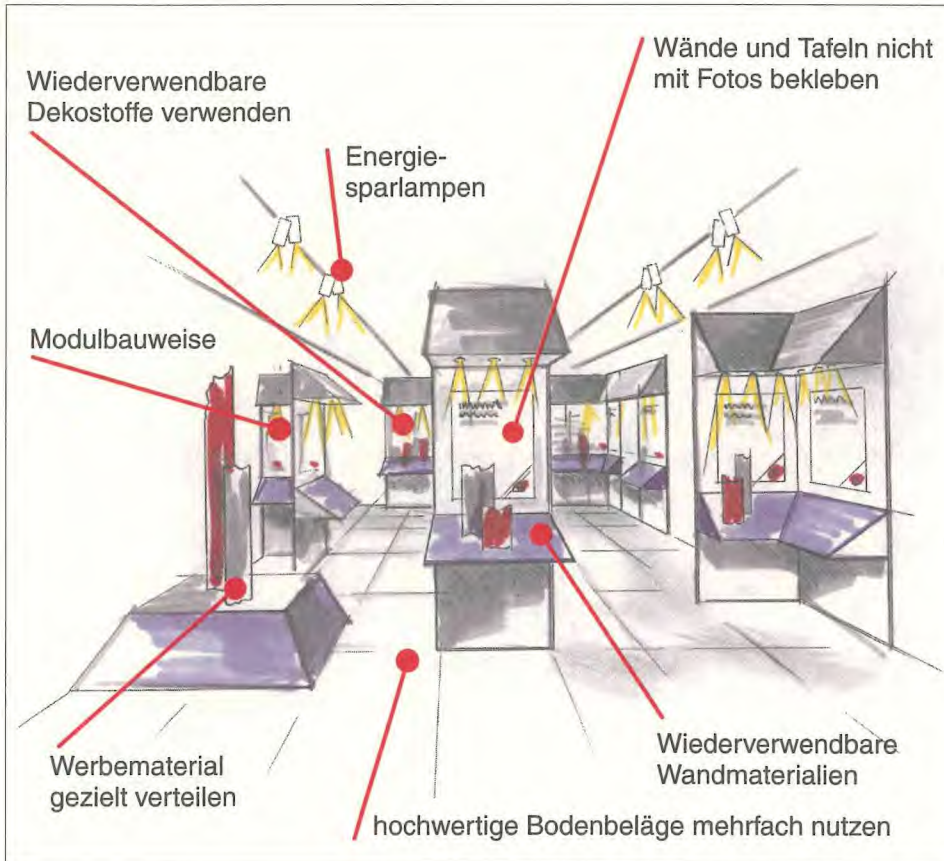 Wiederverwendbare
Dekostoffe verwenden
Wände und Tafeln nicht
mit Fotos bekleben
Energie-
sparlampen
Modulbauweise
Werbematerial
gezielt verteilen
Wiederverwendbare
Wandmaterialien
hochwertige Bodenbeläge mehrfach nutzen